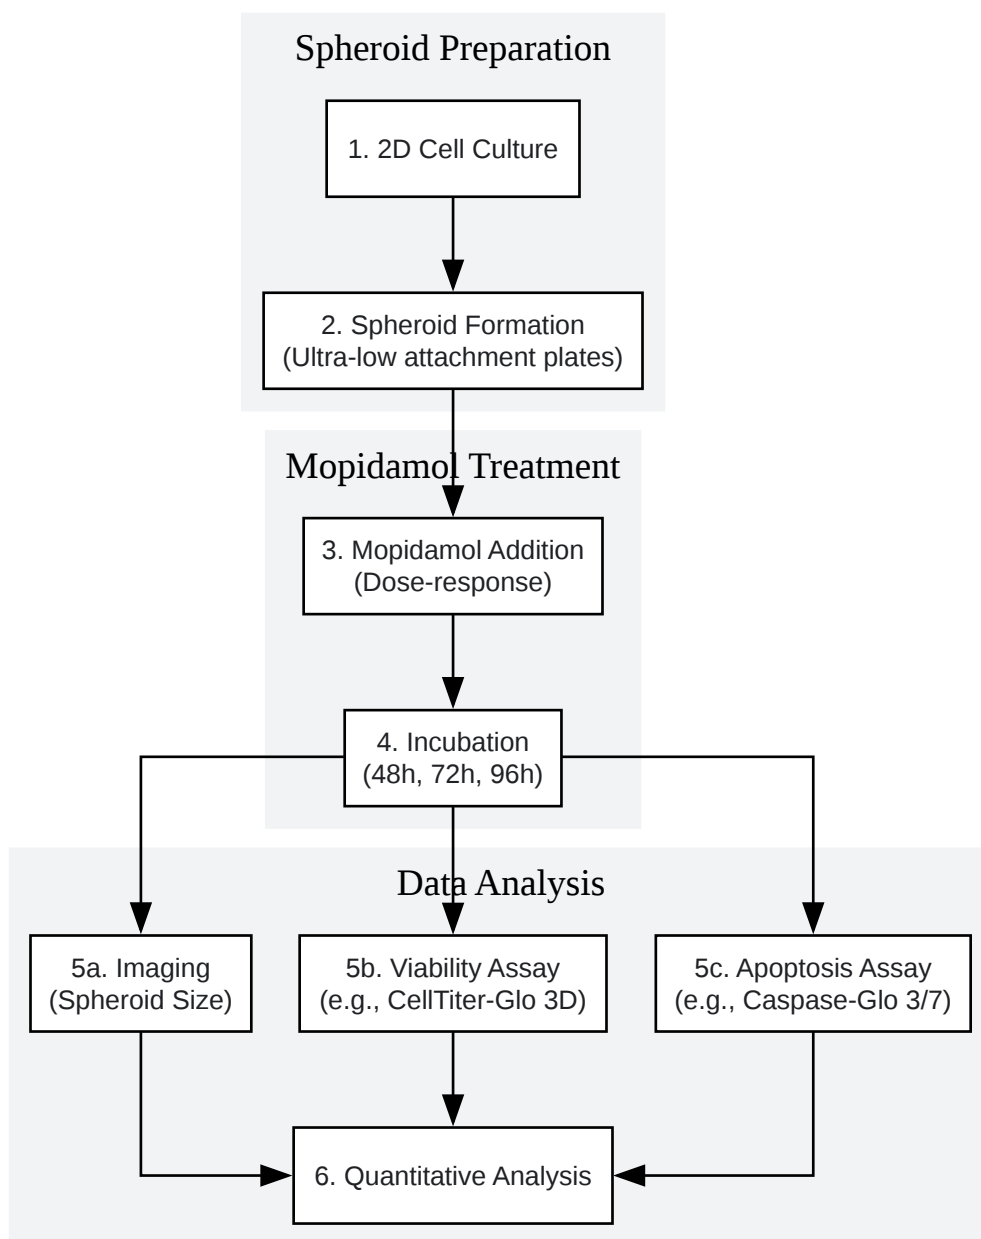 Spheroid Preparation
1. 2D Cell Culture
2. Spheroid Formation
(Ultra-low attachment plates)
Mopidamol Treatment
3. Mopidamol Addition
(Dose-response)
4. Incubation
(48h, 72h, 96h)
Data Analysis
5a. Imaging
(Spheroid Size)
5b. Viability Assay
(e.g., CellTiter-Glo 3D)
5c. Apoptosis Assay
(e.g., Caspase-Glo 3/7)
6. Quantitative Analysis